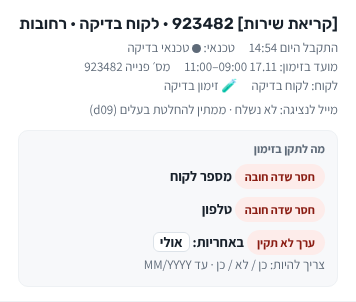 [קריאת שירות] 923482 • לקוח בדיקה • רחובות
התקבל היום 14:54 טכנאי: ● טכנאי בדיקה
מועד בזימון: 17.11 09:00–11:00 מס׳ פנייה 923482
לקוח: לקוח בדיקה 🧪 זימון בדיקה
מייל לנציגה: לא נשלח · ממתין להחלטת בעלים (d09)
מה לתקן בזימון
חסר שדה חובה מספר לקוח
חסר שדה חובה טלפון
ערך לא תקין באחריות: אולי
צריך להיות: כן / לא / כן · עד MM/YYYY